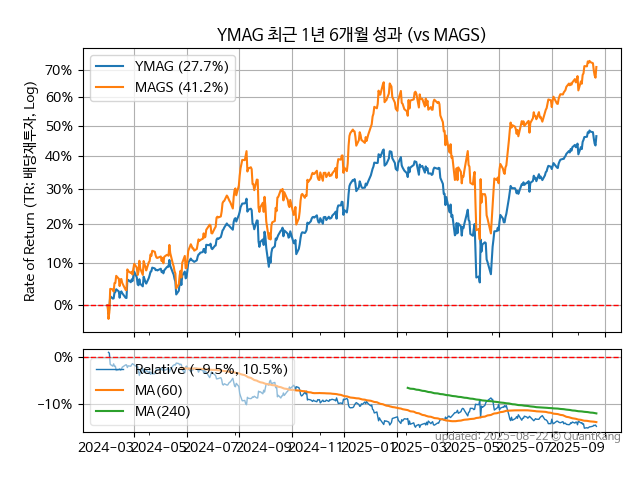 YMAG 최근 1년 6개월 성과 (vs MAGS)
Rate of Return (TR: 배당재투자, Log)
70%
60%
50%
40%
30%
20%
10%
0%
YMAG (27.7%)
MAGS (41.2%)
0%
−10%
Relative (−9.5%, 10.5%)
MA(60)
MA(240)
updated: 2025-08-22 © QuantKang
2024-03 2024-05 2024-07 2024-09 2024-11 2025-01 2025-03 2025-05 2025-07 2025-09